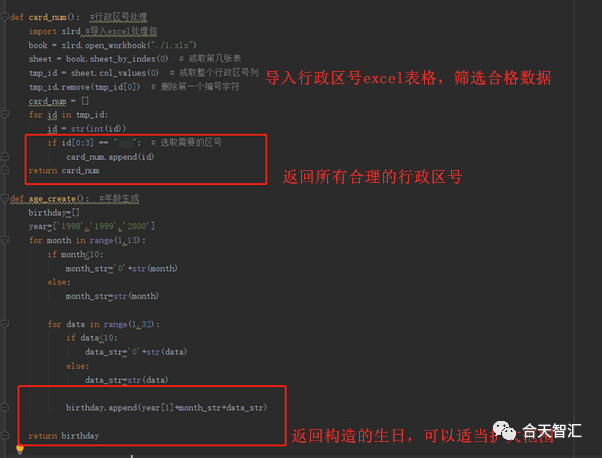 def card_num():  #行政区号处理
import xlrd #导入excel处理包
book = xlrd.open_workbook("./1.xls")
sheet = book.sheet_by_index(0)  # 或取第几张表
tmp_id = sheet.col_values(0)  # 或取整个行政区号列
导入行政区号excel表格，筛选合格数据
tmp_id.remove(tmp_id[0])  # 删除第一个编号字符
card_num = []
for id in tmp_id:
id = str(int(id))
if id[0:3] == "   ":  # 选取需要的区号
card_num.append(id)
return card_num
返回所有合理的行政区号
def age_create():  #年龄生成
birthday=[]
year=['1998','1999','2000']
for month in range(1,13):
if month<10:
month_str='0'+str(month)
else:
month_str=str(month)
for data in range(1,32):
if data<10:
data_str='0'+str(data)
else:
data_str=str(data)
birthday.append(year[1]+month_str+data_str)
return birthday
返回构造的生日，可以适当扩大范围
合天智汇